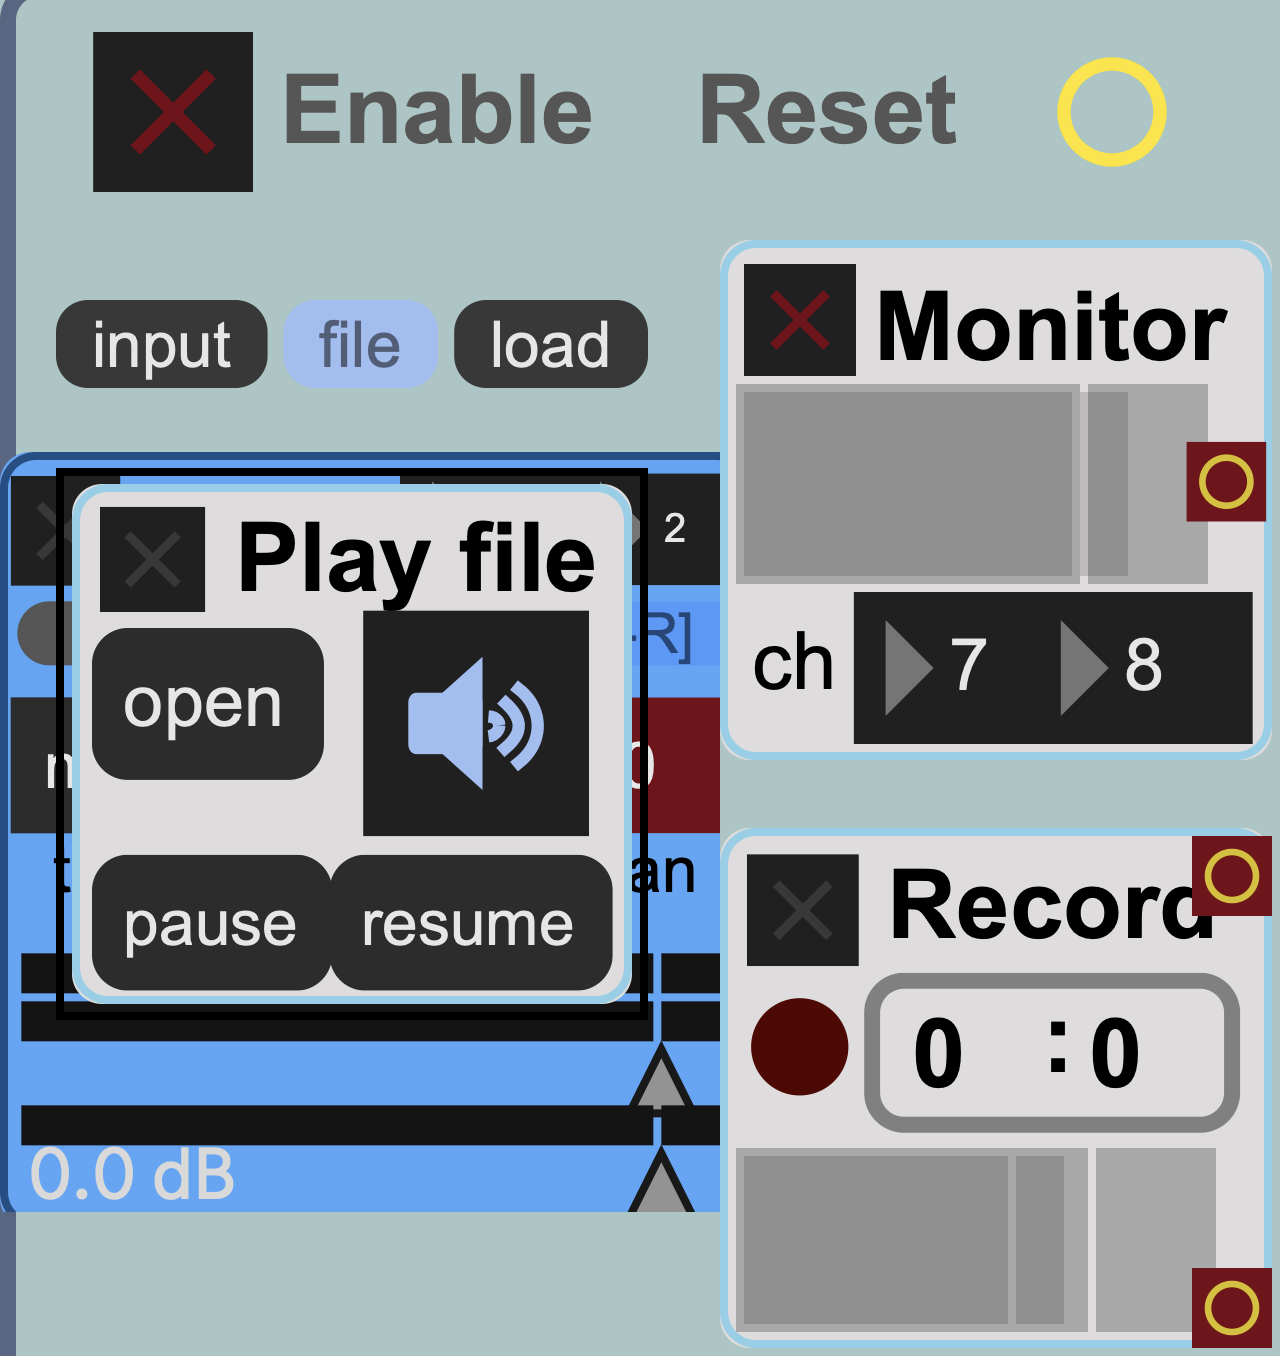 Enable Reset
input file load
Monitor
2
Play file
-R]
open
ch 7 8
an
pause resume
Record
0 : 0
0.0 dB